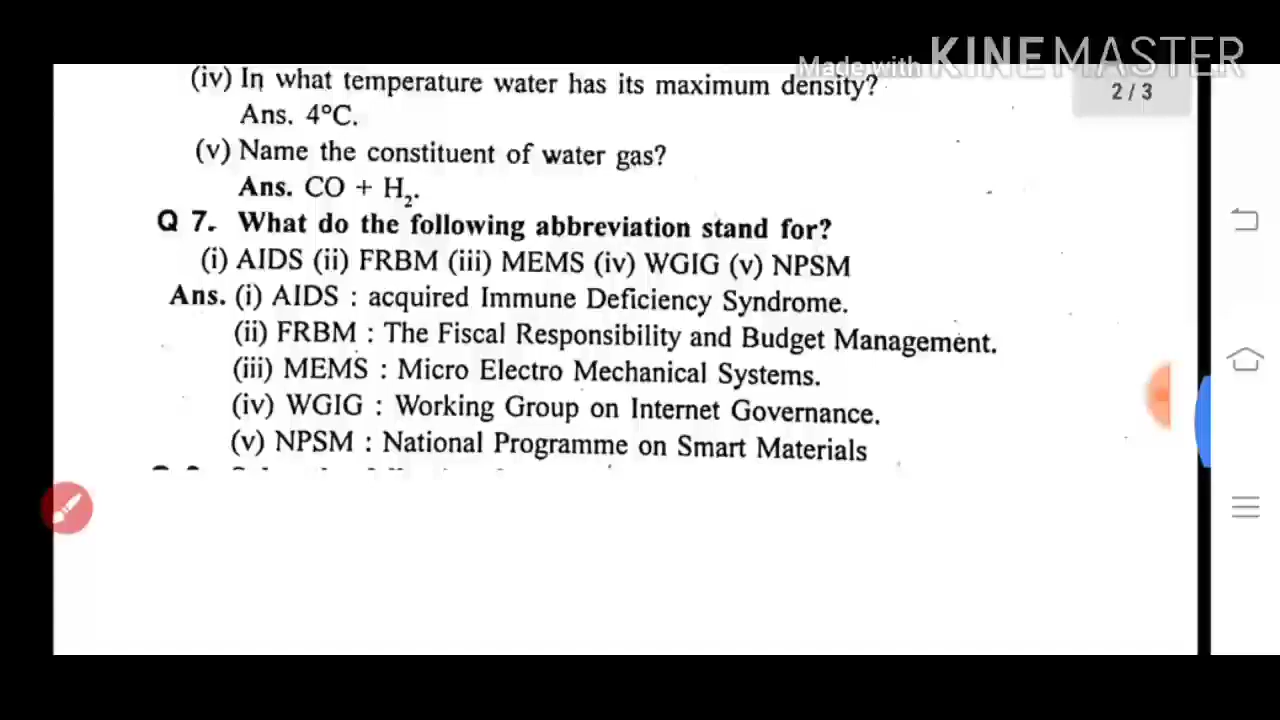 Made with KINEMASTER
(iv) In what temperature water has its maximum density?
2 / 3
Ans. 4°C.
(v) Name the constituent of water gas?
Ans. CO + H₂.
Q 7. What do the following abbreviation stand for?
(i) AIDS (ii) FRBM (iii) MEMS (iv) WGIG (v) NPSM
Ans. (i) AIDS : acquired Immune Deficiency Syndrome.
(ii) FRBM : The Fiscal Responsibility and Budget Management.
(iii) MEMS : Micro Electro Mechanical Systems.
(iv) WGIG : Working Group on Internet Governance.
(v) NPSM : National Programme on Smart Materials